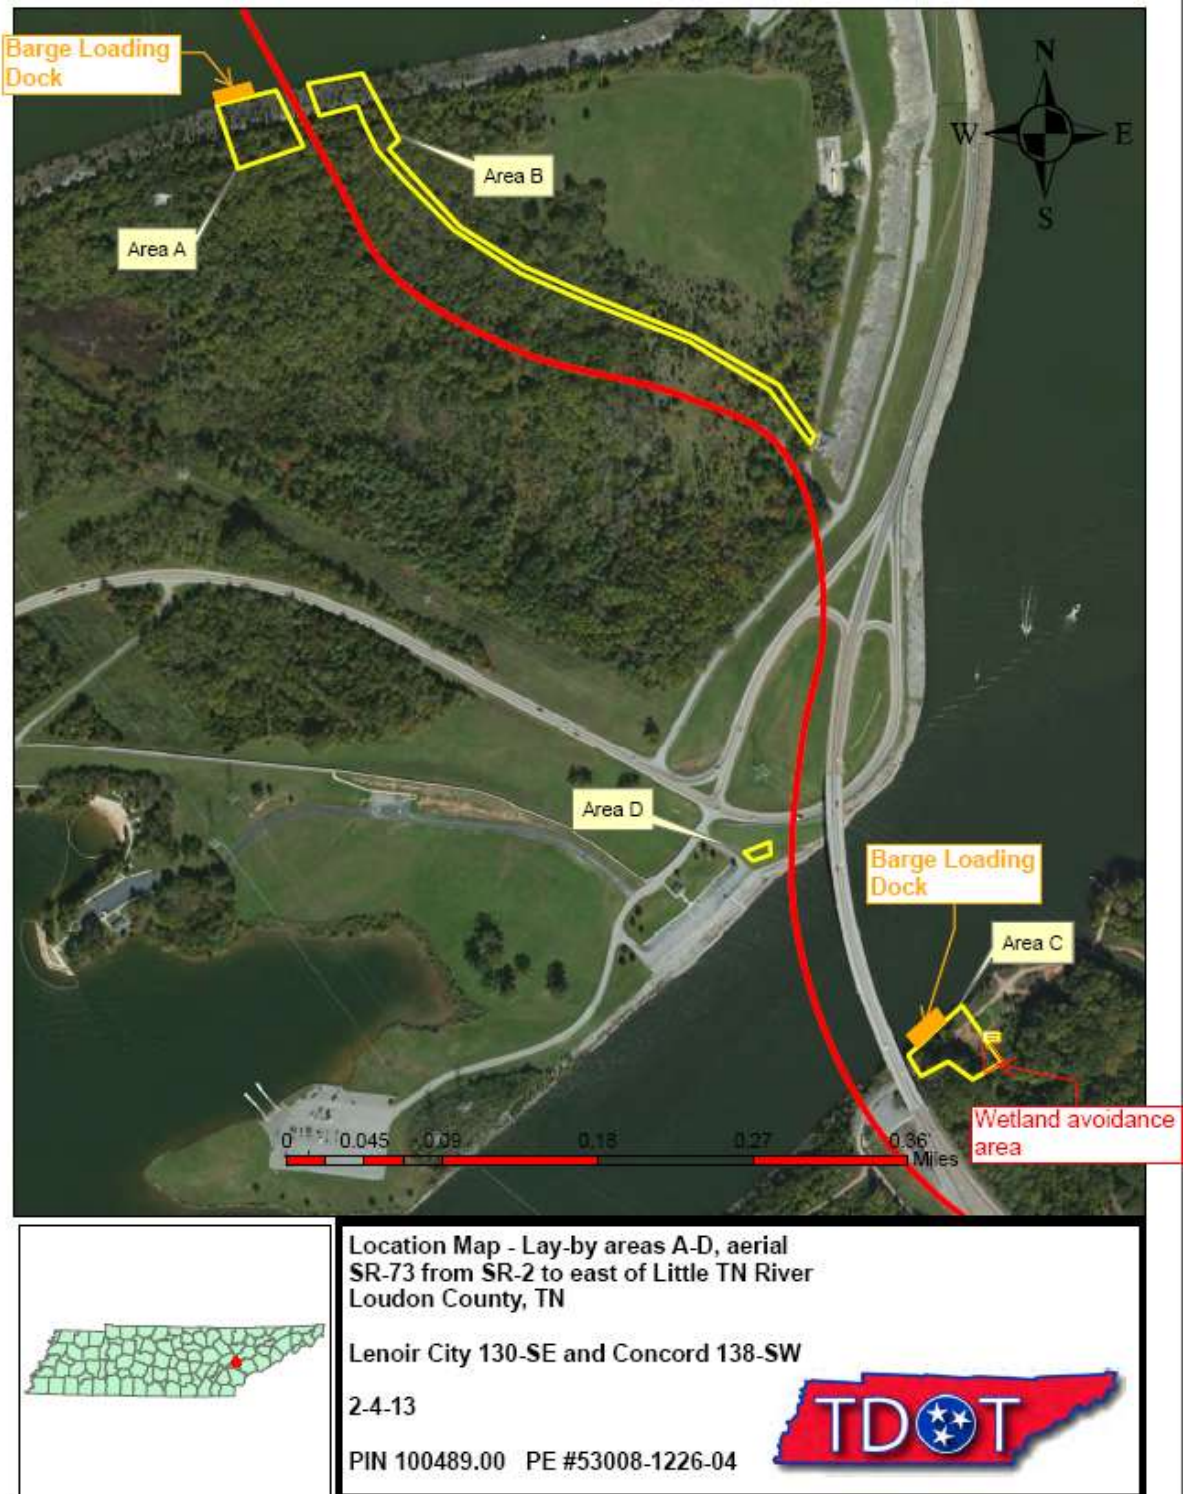 Barge Loading
Dock
N
W
E
S
Area B
Area A
Area D
Barge Loading
Dock
Area C
Wetland avoidance
area
0 0.045 0.09 0.18 0.27 0.36
Miles
Location Map - Lay-by areas A-D, aerial
SR-73 from SR-2 to east of Little TN River
Loudon County, TN
Lenoir City 130-SE and Concord 138-SW
2-4-13
PIN 100489.00 PE #53008-1226-04
TDOT